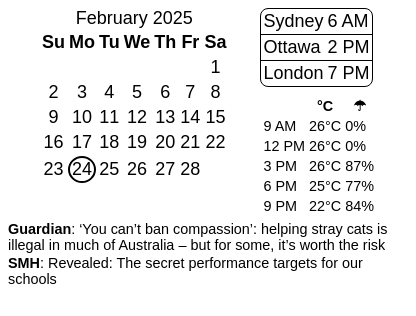 February 2025
Su Mo Tu We Th Fr Sa
1
2 3 4 5 6 7 8
9 10 11 12 13 14 15
16 17 18 19 20 21 22
23 24 25 26 27 28
Sydney 6 AM
Ottawa 2 PM
London 7 PM
°C ☂
9 AM 26°C 0%
12 PM 26°C 0%
3 PM 26°C 87%
6 PM 25°C 77%
9 PM 22°C 84%
Guardian: ‘You can’t ban compassion’: helping stray cats is
illegal in much of Australia – but for some, it’s worth the risk
SMH: Revealed: The secret performance targets for our
schools